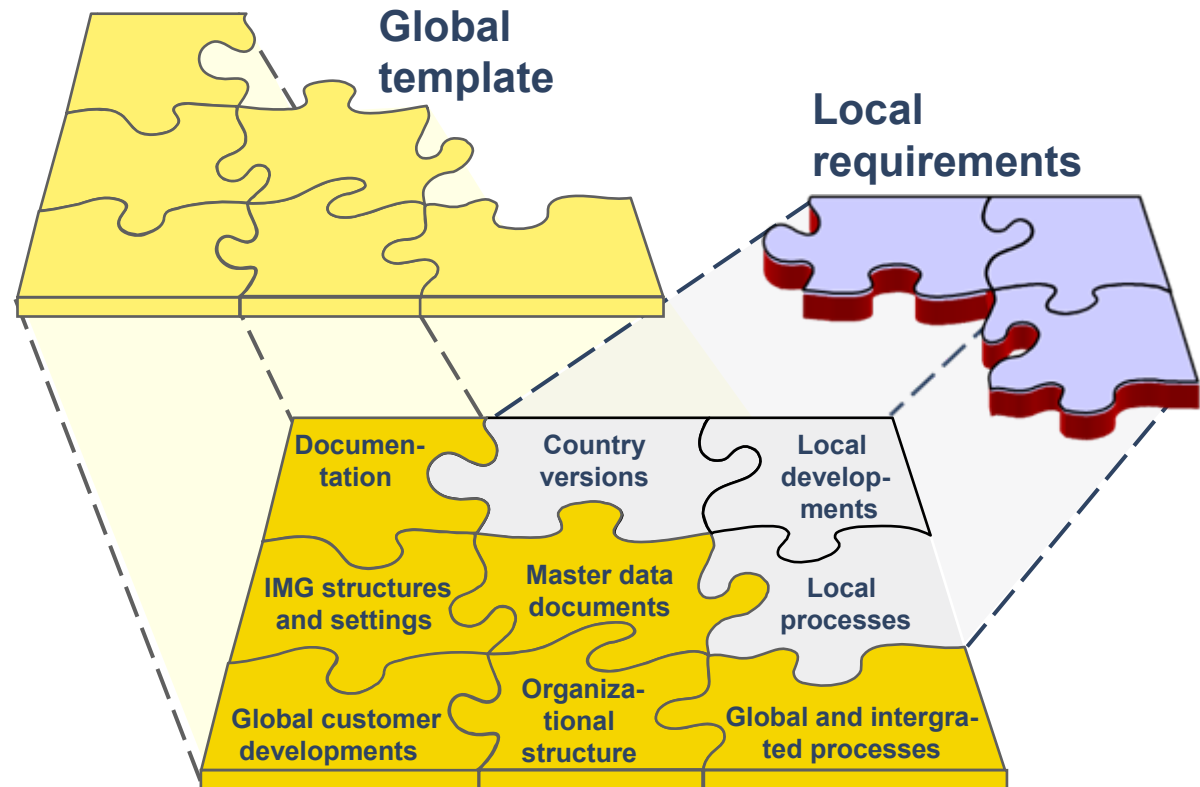 Global
template
Local
requirements
Documen-
tation
Country
versions
Local
develop-
ments
IMG structures
and settings
Master data
documents
Local
processes
Global customer
developments
Organiza-
tional
structure
Global and intergra-
ted processes